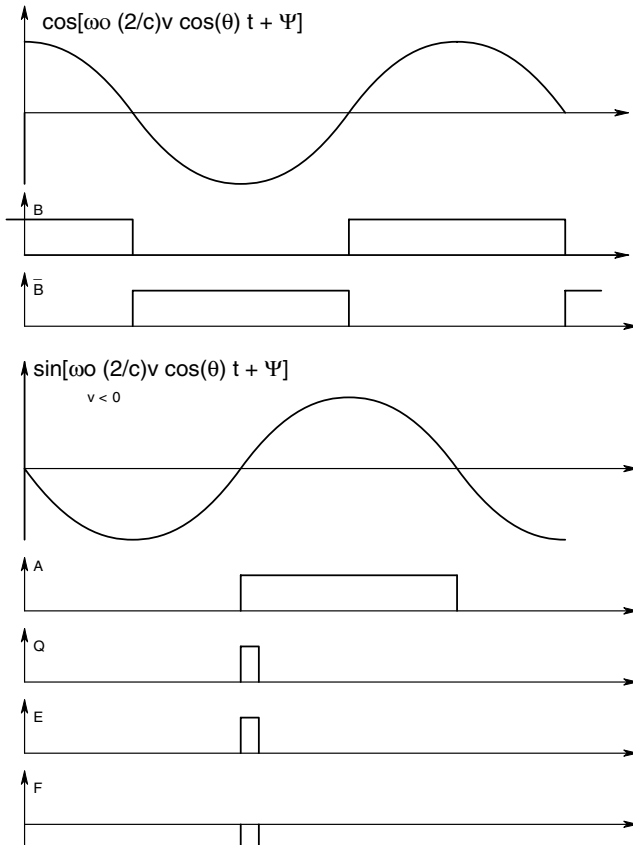 cos[ωo (2/c)v cos(θ) t + Ψ]
B
B̅
sin[ωo (2/c)v cos(θ) t + Ψ]
v < 0
A
Q
E
F